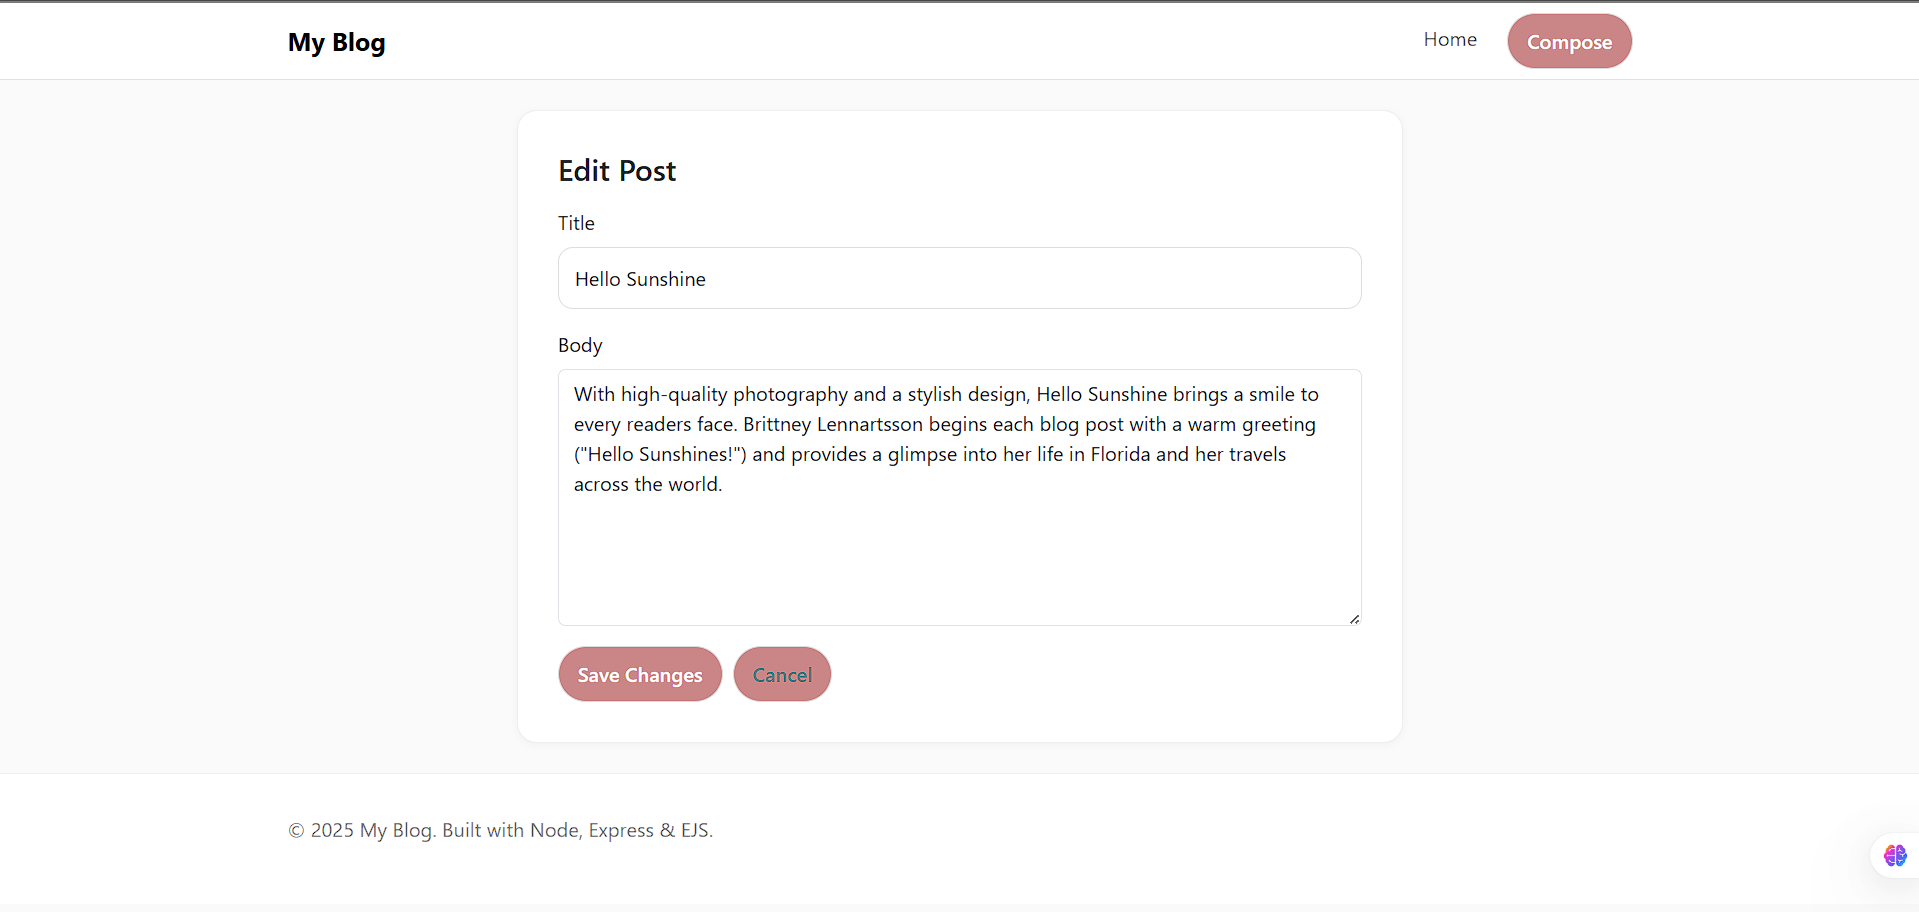 My Blog
Home
Compose
Edit Post
Title
Hello Sunshine
Body
With high-quality photography and a stylish design, Hello Sunshine brings a smile to
every readers face. Brittney Lennartsson begins each blog post with a warm greeting
("Hello Sunshines!") and provides a glimpse into her life in Florida and her travels
across the world.
Save Changes
Cancel
© 2025 My Blog. Built with Node, Express & EJS.